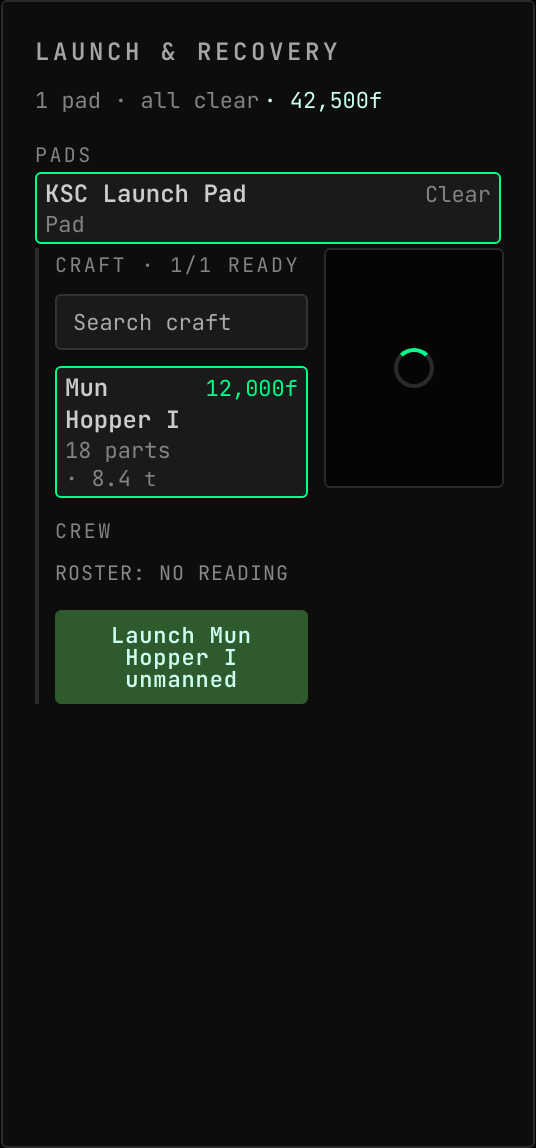 LAUNCH & RECOVERY
1 pad · all clear · 42,500f
PADS
KSC Launch Pad Clear
Pad
CRAFT · 1/1 READY
Search craft
Mun 12,000f
Hopper I
18 parts
· 8.4 t
CREW
ROSTER: NO READING
Launch Mun
Hopper I
unmanned